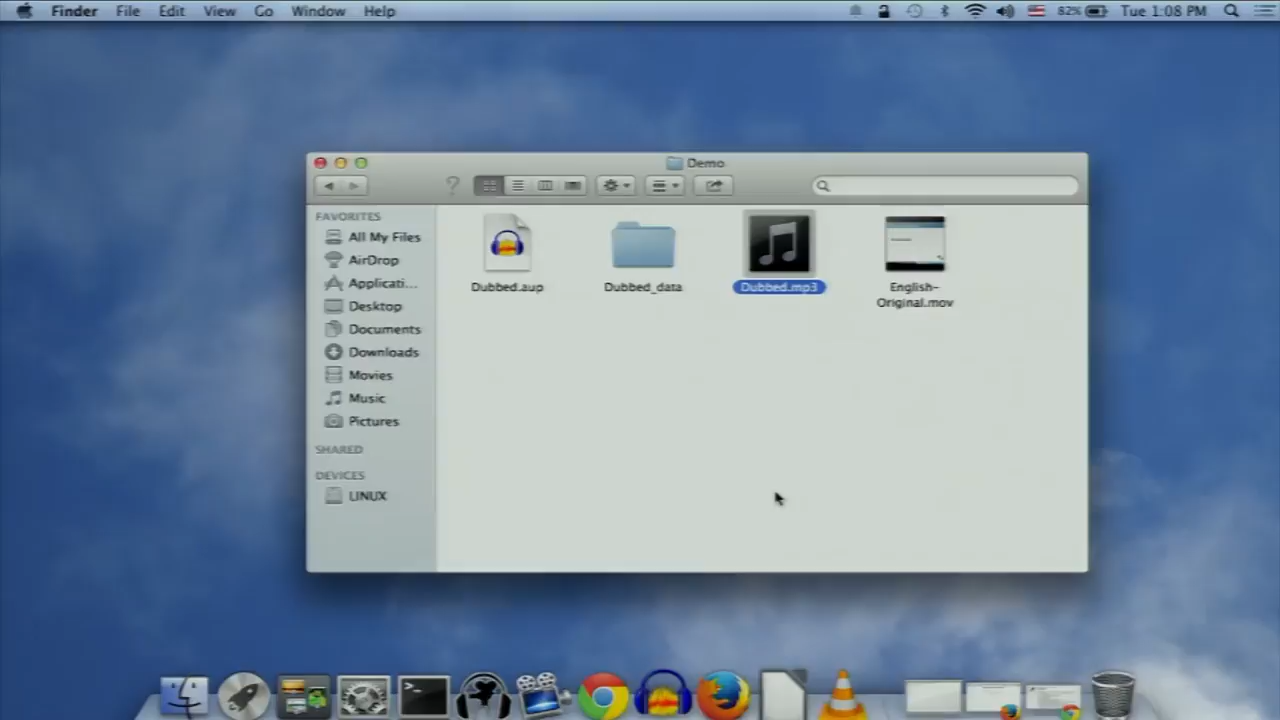 Finder File Edit View Go Window Help 82% Tue 1:08 PM
Demo
FAVORITES
All My Files
AirDrop
Applicati...
Desktop
Documents
Downloads
Movies
Music
Pictures
SHARED
DEVICES
LINUX
Dubbed.aup
Dubbed_data
Dubbed.mp3
English-
Original.mov